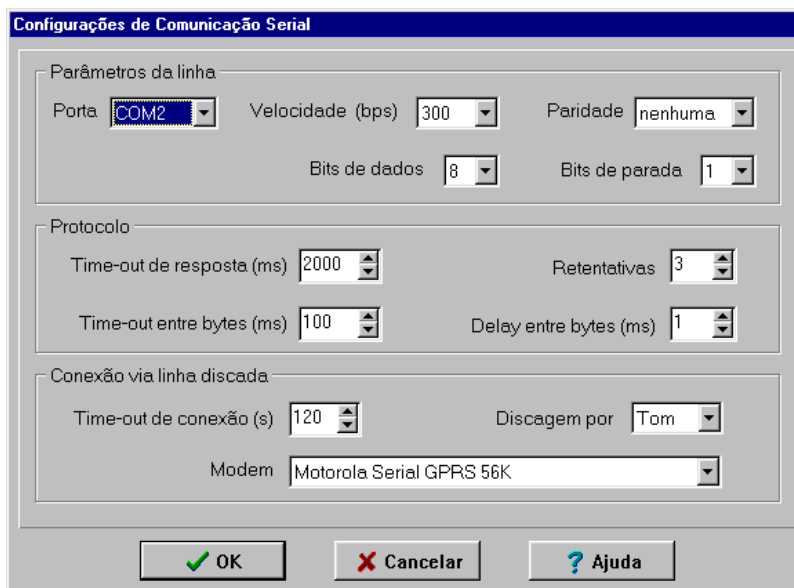 Configurações de Comunicação Serial
Parâmetros da linha
Porta COM2 Velocidade (bps) 300 Paridade nenhuma
Bits de dados 8 Bits de parada 1
Protocolo
Time-out de resposta (ms) 2000 Retentativas 3
Time-out entre bytes (ms) 100 Delay entre bytes (ms) 1
Conexão via linha discada
Time-out de conexão (s) 120 Discagem por Tom
Modem Motorola Serial GPRS 56K
OK Cancelar ? Ajuda